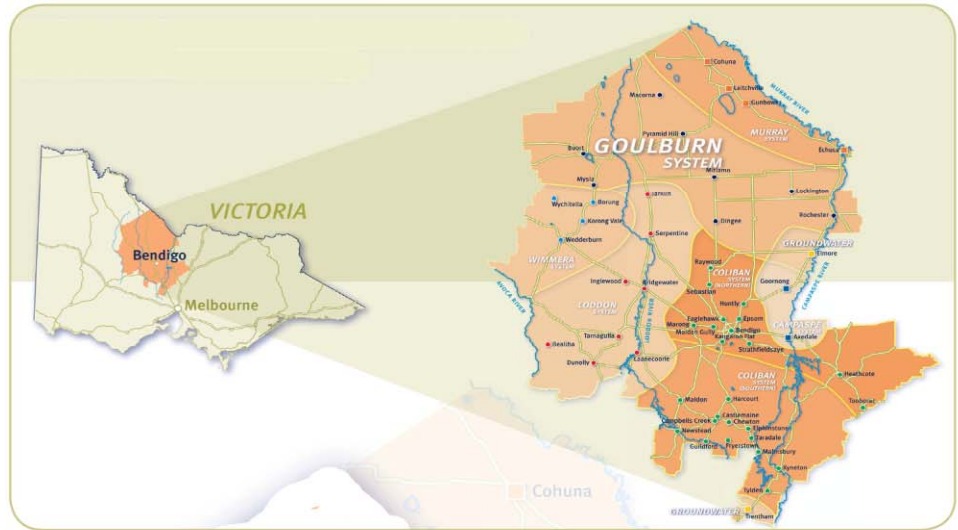 VICTORIA
Bendigo
Melbourne
Cohuna
Leitchville
Gunbower
MURRAY RIVER
Macorna
Pyramid Hill
MURRAY
SYSTEM
GOULBURN
SYSTEM
Echuca
Boort
Mitiamo
Mysia
Lockington
Wychitella
Borung
Jarklin
Rochester
Korong Vale
Dingee
Serpentine
Wedderburn
GROUNDWATER
Elmore
WIMMERA
SYSTEM
Raywood
COLIBAN
SYSTEM
(NORTHERN)
Inglewood
Bridgewater
Sebastian
Goornong
CAMPASPE RIVER
AVOCA RIVER
LODDON
SYSTEM
LODDON RIVER
Huntly
Eaglehawk
Epsom
CAMPASPE
SYSTEM
Marong
Bendigo
Maiden Gully
Kangaroo Flat
Axedale
Tarnagulla
Strathfieldsaye
Bealiba
Laanecoorie
Dunolly
COLIBAN
SYSTEM
(SOUTHERN)
Heathcote
Maldon
Harcourt
Tooborac
Castlemaine
Campbells Creek
Chewton
Newstead
Elphinstone
Taradale
Guildford
Fryerstown
Malmsbury
Kyneton
Tylden
GROUNDWATER
Trentham
Cohuna